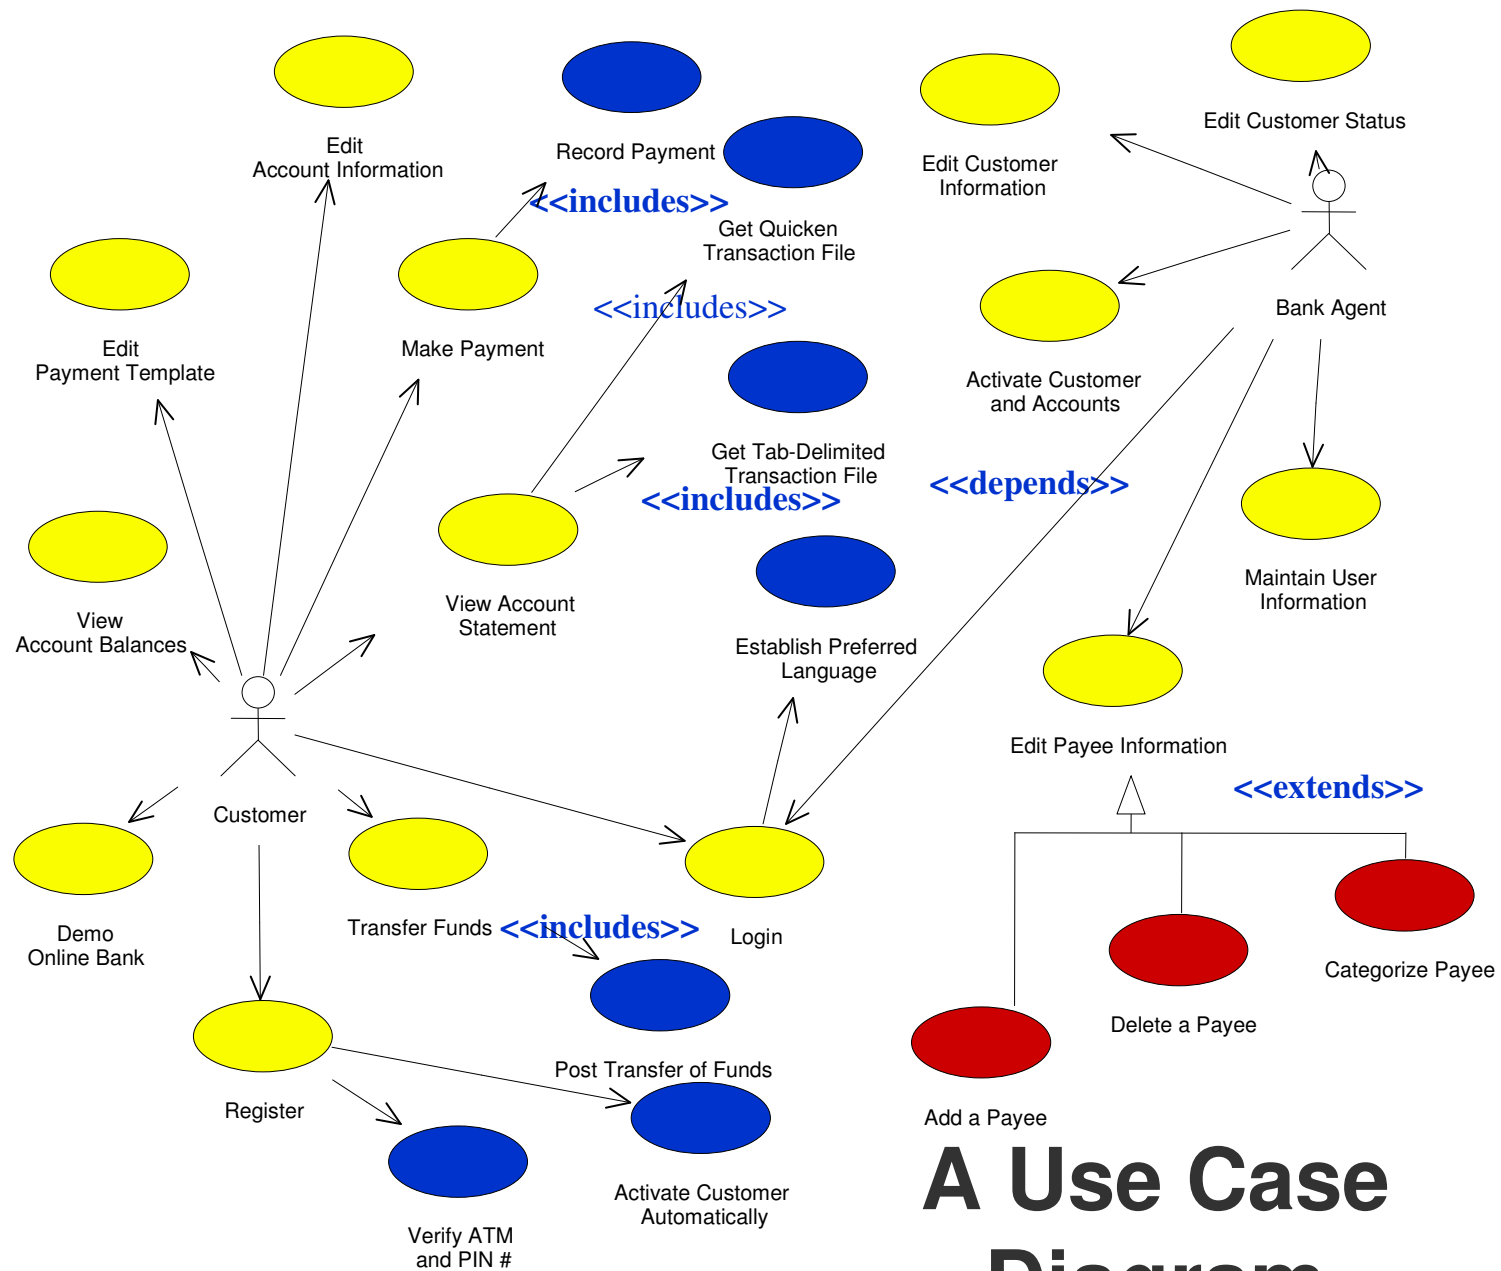 Edit Customer Status
Edit
Account Information
Record Payment
Edit Customer
Information
<<includes>>
Get Quicken
Transaction File
<<includes>>
Bank Agent
Edit
Payment Template
Make Payment
Activate Customer
and Accounts
Get Tab-Delimited
Transaction File
<<includes>>
<<depends>>
Maintain User
Information
View Account
Statement
View
Account Balances
Establish Preferred
Language
Edit Payee Information
<<extends>>
Customer
Demo
Online Bank
Transfer Funds
<<includes>>
Login
Categorize Payee
Delete a Payee
Post Transfer of Funds
Register
Add a Payee
Activate Customer
Automatically
Verify ATM
and PIN #
A Use Case
Diagram